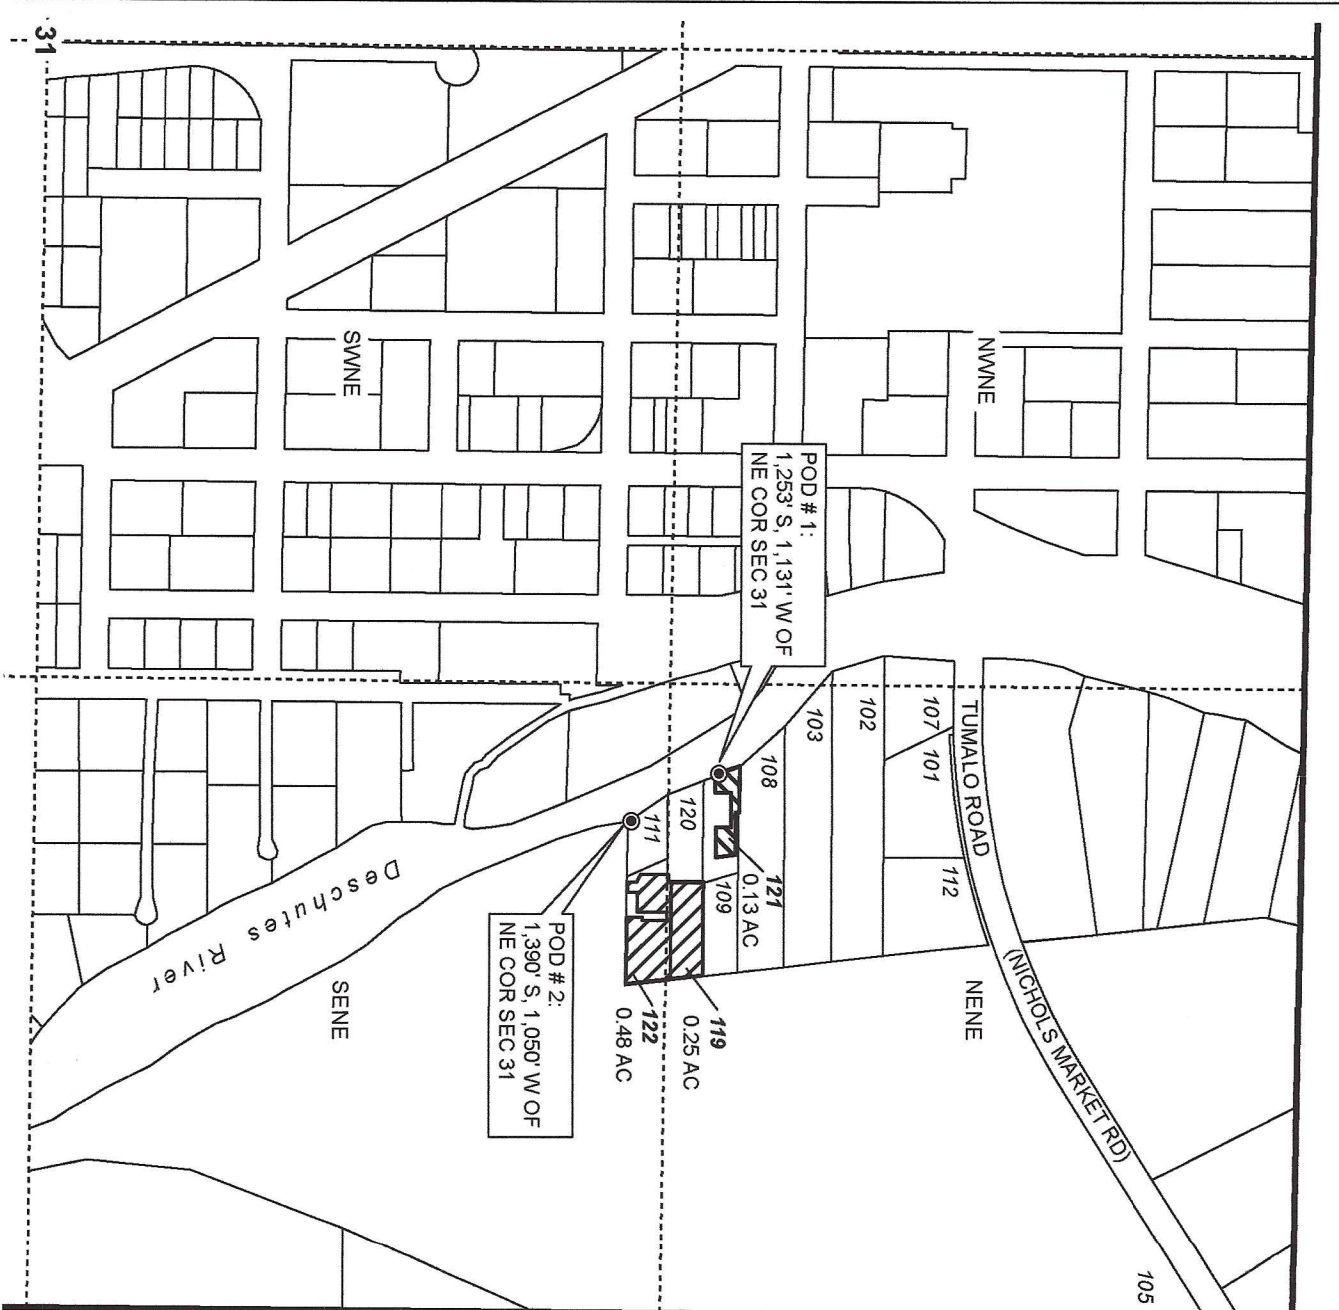 31
SWNE
NWNE
POD # 1:
1,253' S, 1,131' W OF
NE COR SEC 31
TUMALO ROAD
(NICHOLS MARKET RD)
107
101
102
103
108
112
120
111
109
121
0.13 AC
119
0.25 AC
122
0.48 AC
POD # 2:
1,390' S, 1,050' W OF
NE COR SEC 31
Deschutes River
SENE
NENE
105